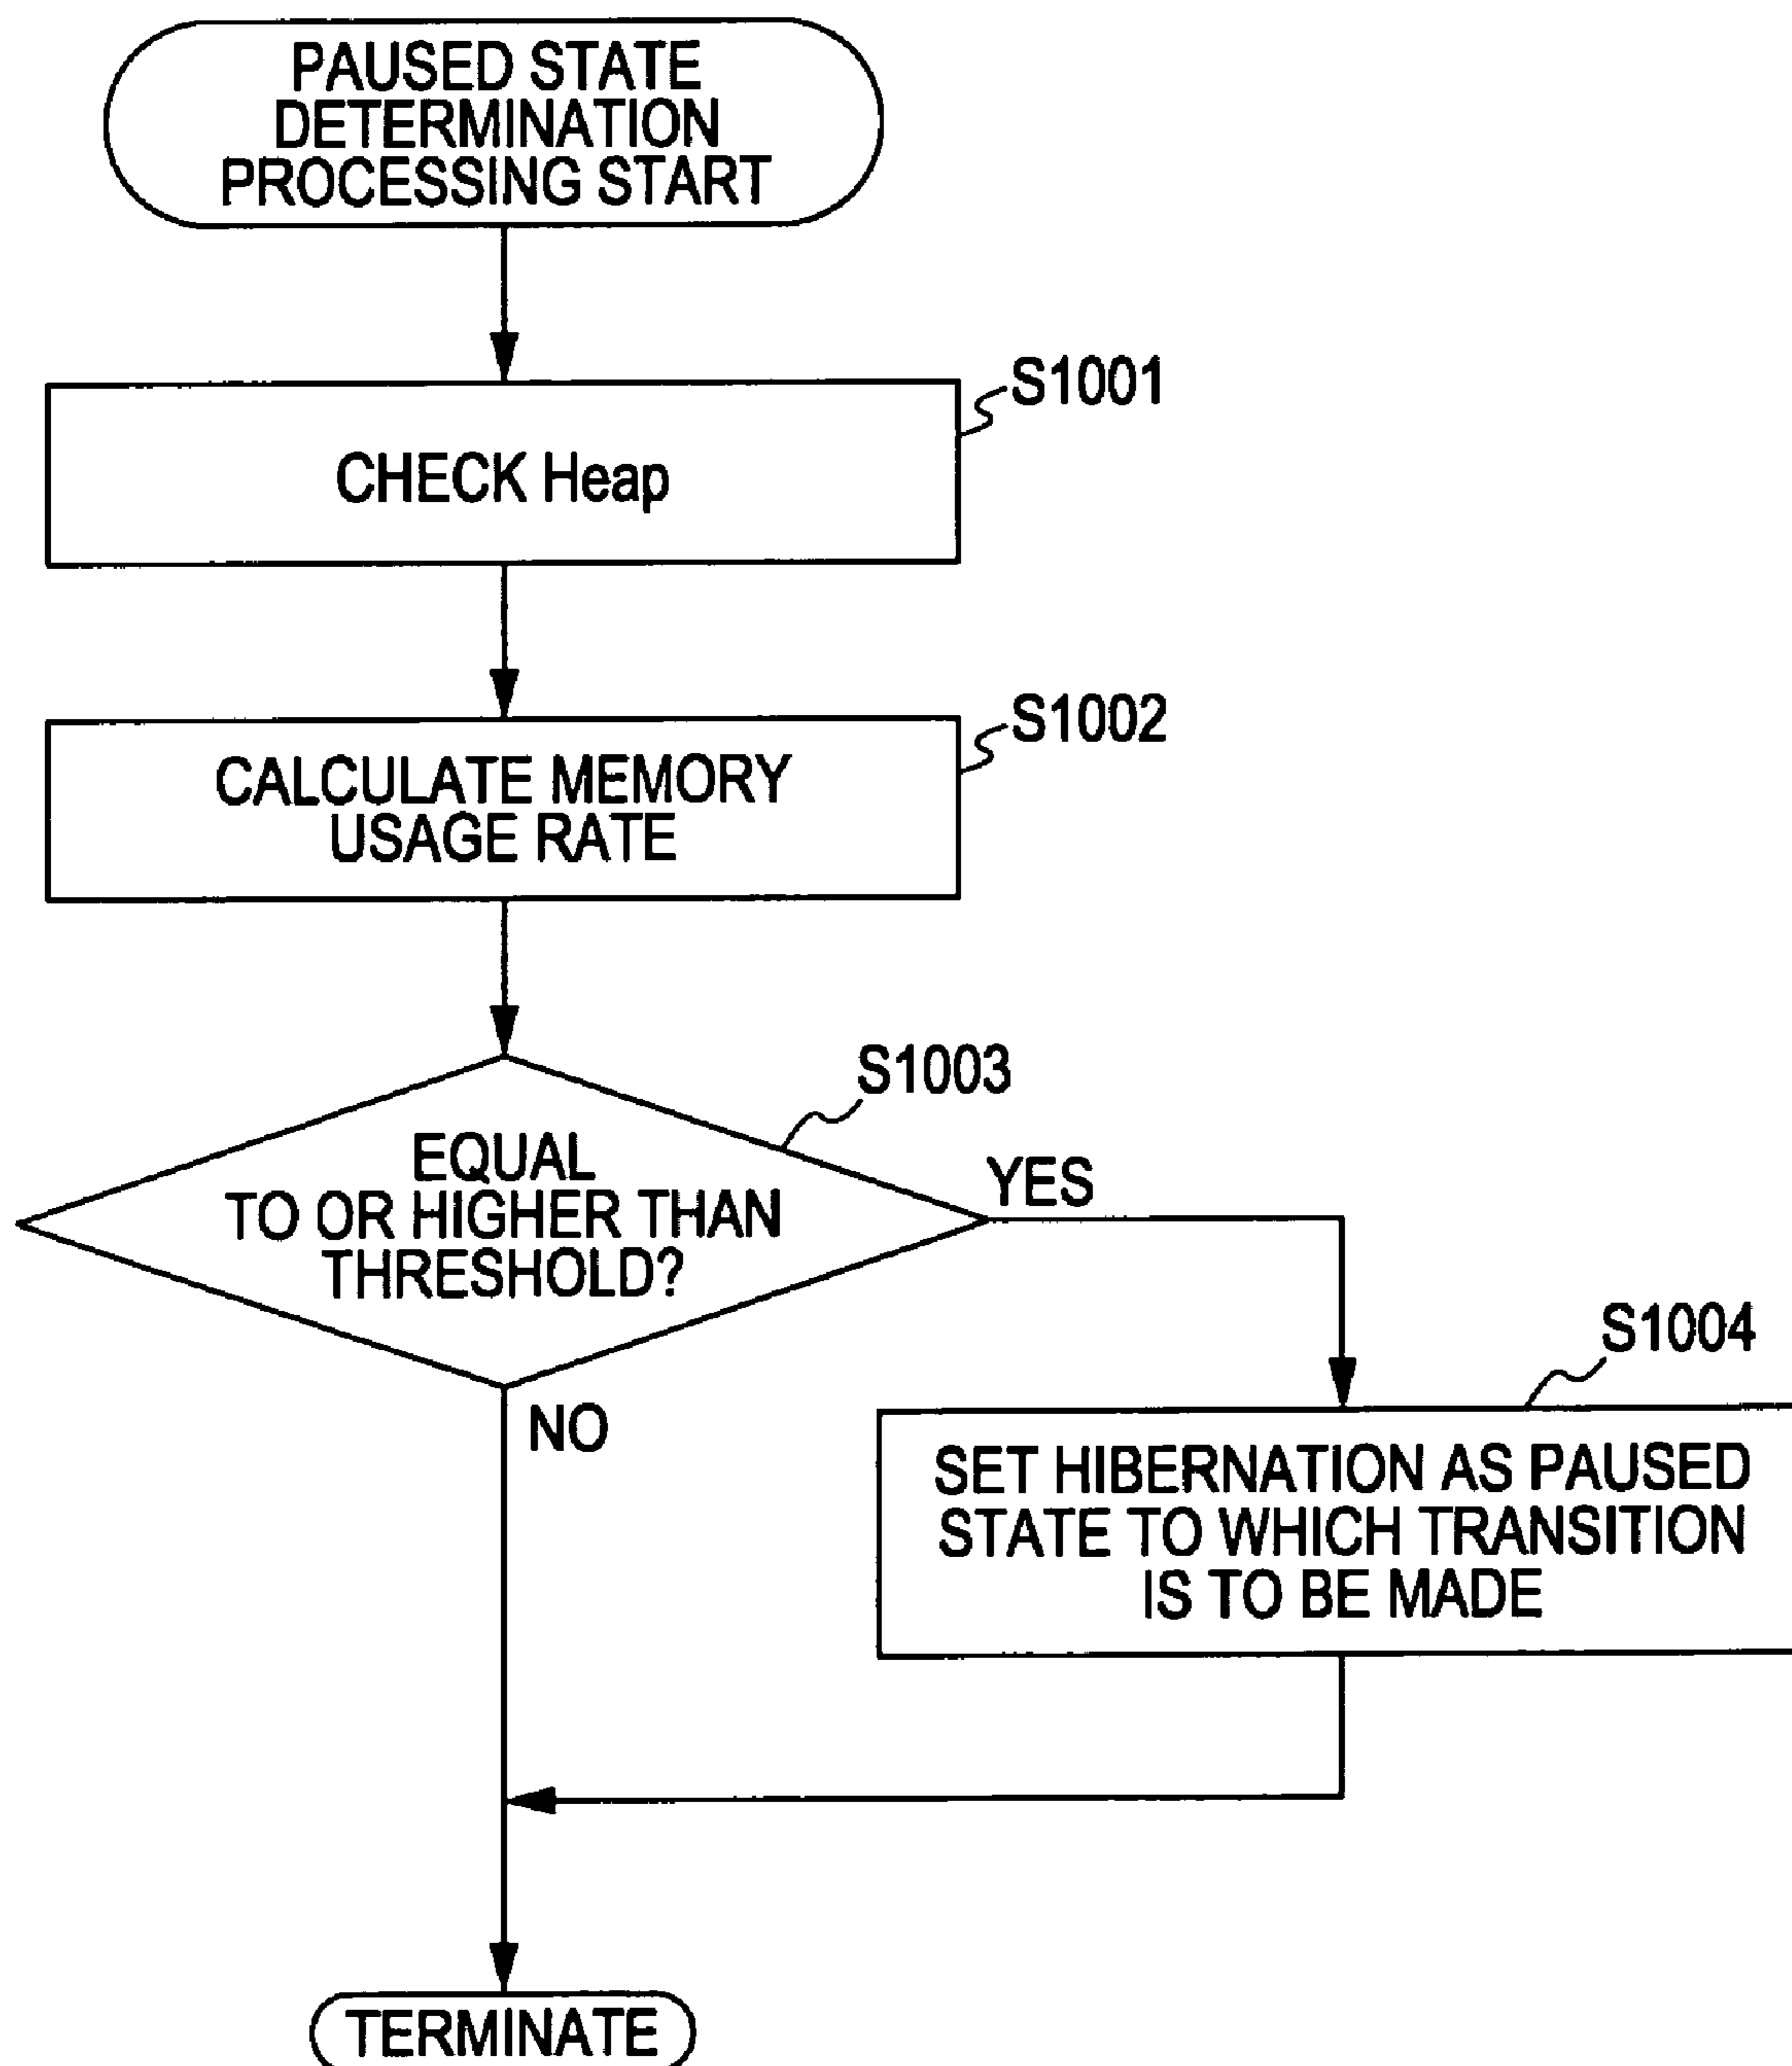 PAUSED STATE
DETERMINATION
PROCESSING START
S1001
CHECK Heap
S1002
CALCULATE MEMORY
USAGE RATE
S1003
EQUAL
TO OR HIGHER THAN
THRESHOLD?
YES
NO
S1004
SET HIBERNATION AS PAUSED
STATE TO WHICH TRANSITION
IS TO BE MADE
TERMINATE